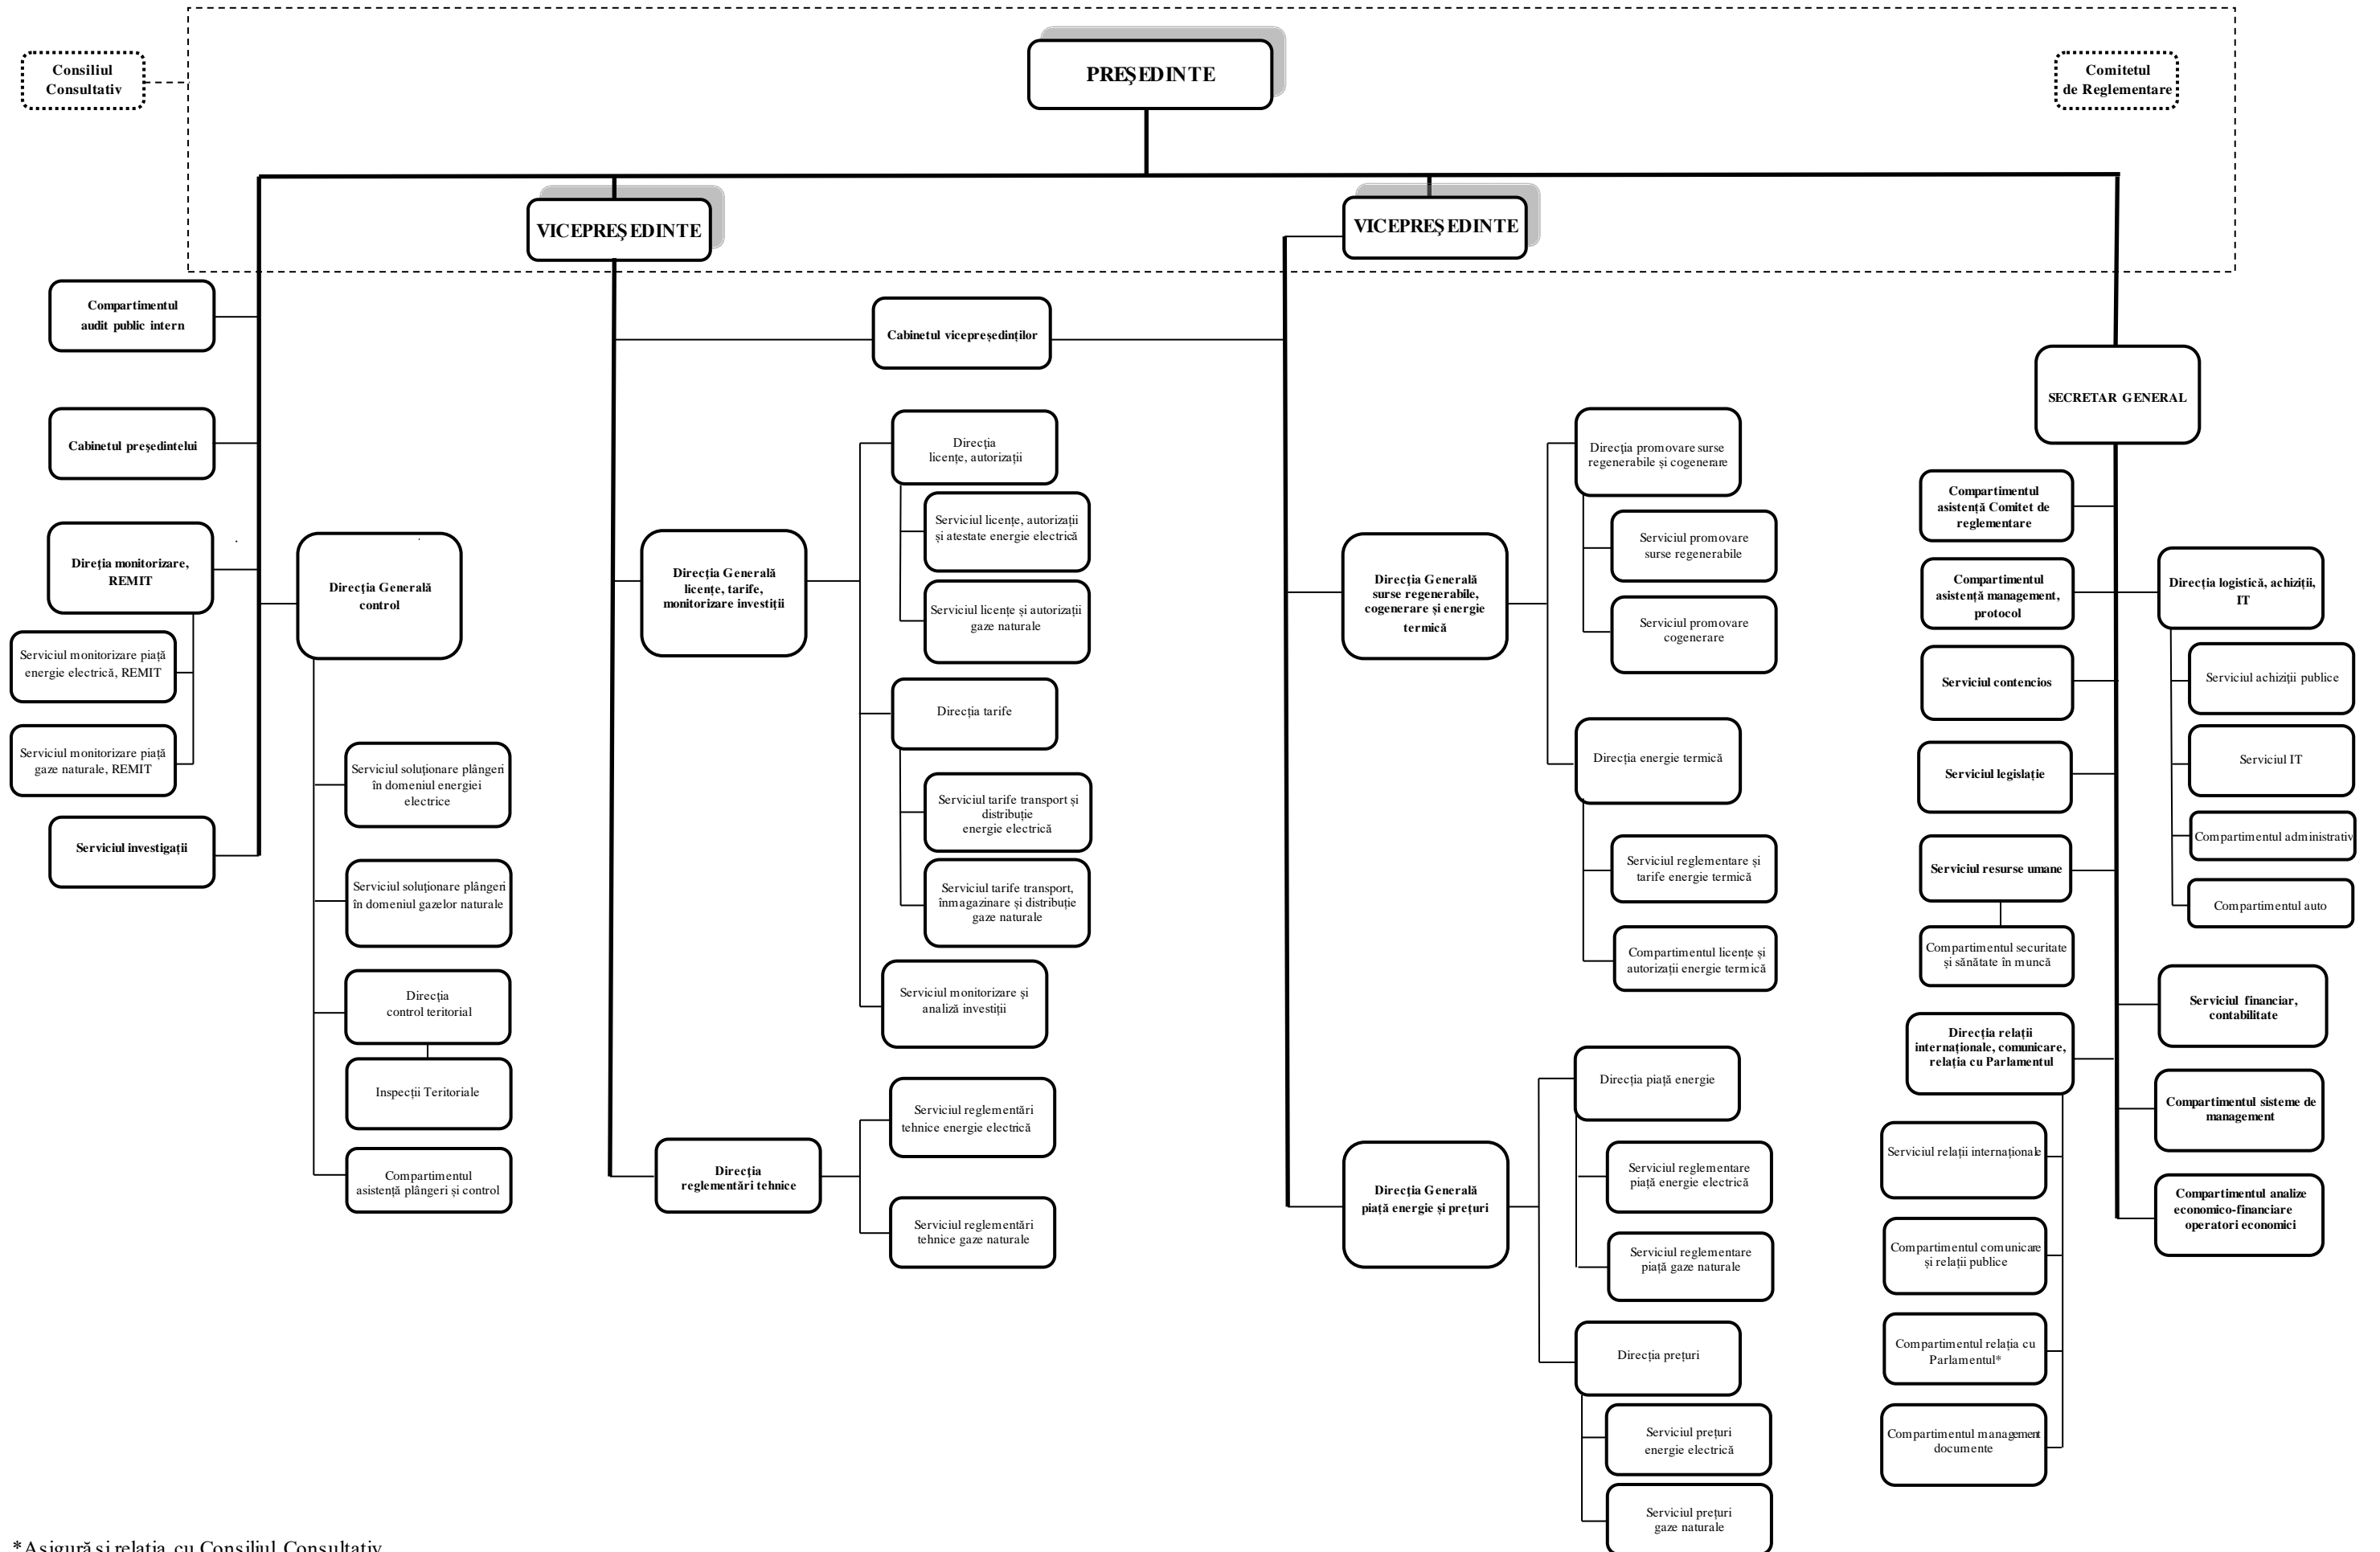 Consiliul
Consultativ
PREŞEDINTE
Comitetul
de Reglementare
VICEPREŞEDINTE
VICEPREŞEDINTE
Compartimentul
audit public intern
Cabinetul preşedintelui
Direţia monitorizare,
REMIT
Serviciul monitorizare piaţă
energie electrică, REMIT
Serviciul monitorizare piaţă
gaze naturale, REMIT
Serviciul investigaţii
Direcţia Generală
control
Serviciul soluţionare plângeri
în domeniul energiei
electrice
Serviciul soluţionare plângeri
în domeniul gazelor naturale
Direcţia
control teritorial
Inspecţii Teritoriale
Compartimentul
asistenţă plângeri şi control
Cabinetul vicepreşedinţilor
Direcţia Generală
licenţe, tarife,
monitorizare investiţii
Direcţia
licenţe, autorizaţii
Serviciul licenţe, autorizaţii
şi atestate energie electrică
Serviciul licenţe şi autorizaţii
gaze naturale
Direcţia tarife
Serviciul tarife transport şi
distribuţie
energie electrică
Serviciul tarife transport,
înmagazinare şi distribuţie
gaze naturale
Serviciul monitorizare şi
analiză investiţii
Direcţia
reglementări tehnice
Serviciul reglementări
tehnice energie electrică
Serviciul reglementări
tehnice gaze naturale
Direcţia Generală
surse regenerabile,
cogenerare şi energie
termică
Direcţia promovare surse
regenerabile şi cogenerare
Serviciul promovare
surse regenerabile
Serviciul promovare
cogenerare
Direcţia energie termică
Serviciul reglementare şi
tarife energie termică
Compartimentul licenţe şi
autorizaţii energie termică
Direcţia Generală
piaţă energie şi preţuri
Direcţia piaţă energie
Serviciul reglementare
piaţă energie electrică
Serviciul reglementare
piaţă gaze naturale
Direcţia preţuri
Serviciul preţuri
energie electrică
Serviciul preţuri
gaze naturale
SECRETAR GENERAL
Compartimentul
asistenţă Comitet de
reglementare
Compartimentul
asistenţă management,
protocol
Serviciul contencios
Serviciul legislaţie
Serviciul resurse umane
Compartimentul securitate
şi sănătate în muncă
Direcţia relaţii
internaţionale, comunicare,
relaţia cu Parlamentul
Serviciul relaţii internaţionale
Compartimentul comunicare
şi relaţii publice
Compartimentul relaţia cu
Parlamentul*
Compartimentul management
documente
Direcţia logistică, achiziţii,
IT
Serviciul achiziţii publice
Serviciul IT
Compartimentul administrativ
Compartimentul auto
Serviciul financiar,
contabilitate
Compartimentul sisteme de
management
Compartimentul analize
economico-financiare
operatori economici
*Asigură si relatia cu Consiliul Consultativ